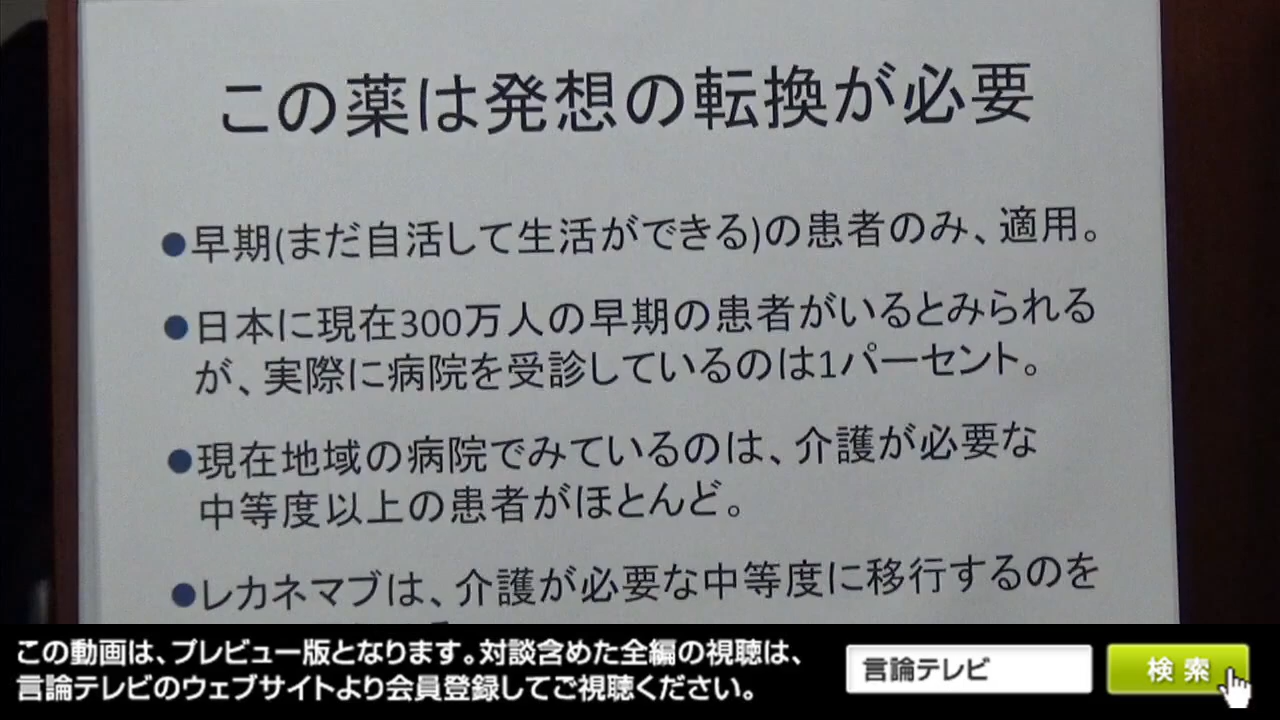 この薬は発想の転換が必要
●早期(まだ自活して生活ができる)の患者のみ、適用。
●日本に現在300万人の早期の患者がいるとみられる
が、実際に病院を受診しているのは1パーセント。
●現在地域の病院でみているのは、介護が必要な
中等度以上の患者がほとんど。
●レカネマブは、介護が必要な中等度に移行するのを
この動画は、プレビュー版となります。対談含めた全編の視聴は、
言論テレビのウェブサイトより会員登録してご視聴ください。
言論テレビ
検索